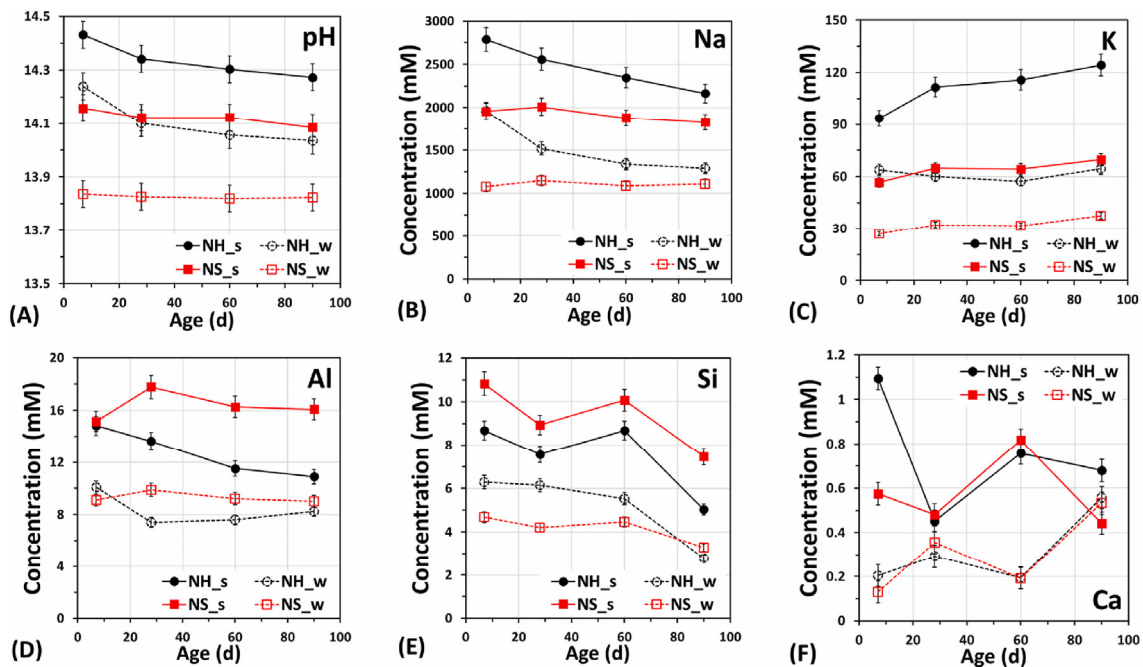 pH
14.5
14.3
14.1
13.9
13.7
13.5
0 20 40 60 80 100
Age (d)
NH_s NH_w
NS_s NS_w
(A)
Na
Concentration (mM)
3000
2500
2000
1500
1000
500
0
0 20 40 60 80 100
Age (d)
NH_s NH_w
NS_s NS_w
(B)
K
Concentration (mM)
150
120
90
60
30
0
0 20 40 60 80 100
Age (d)
NH_s NH_w
NS_s NS_w
(C)
Al
Concentration (mM)
20
16
12
8
4
0
0 20 40 60 80 100
Age (d)
NH_s NH_w
NS_s NS_w
(D)
Si
Concentration (mM)
12
10
8
6
4
2
0
0 20 40 60 80 100
Age (d)
NH_s NH_w
NS_s NS_w
(E)
Concentration (mM)
1.2
1
0.8
0.6
0.4
0.2
0
NH_s NH_w
NS_s NS_w
Ca
0 20 40 60 80 100
Age (d)
(F)